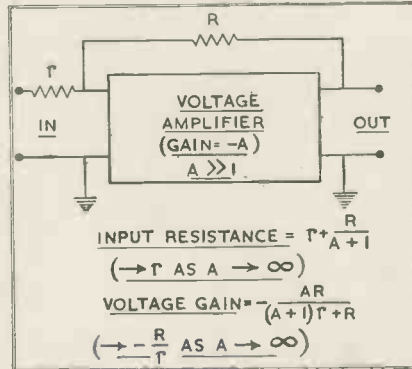 R
r
IN
VOLTAGE
AMPLIFIER
(GAIN= -A)
A >> 1
OUT
INPUT RESISTANCE = r + R/(A + 1)
(→ r AS A → ∞)
VOLTAGE GAIN = - AR/((A + 1)r + R)
(→ - R/r AS A → ∞)